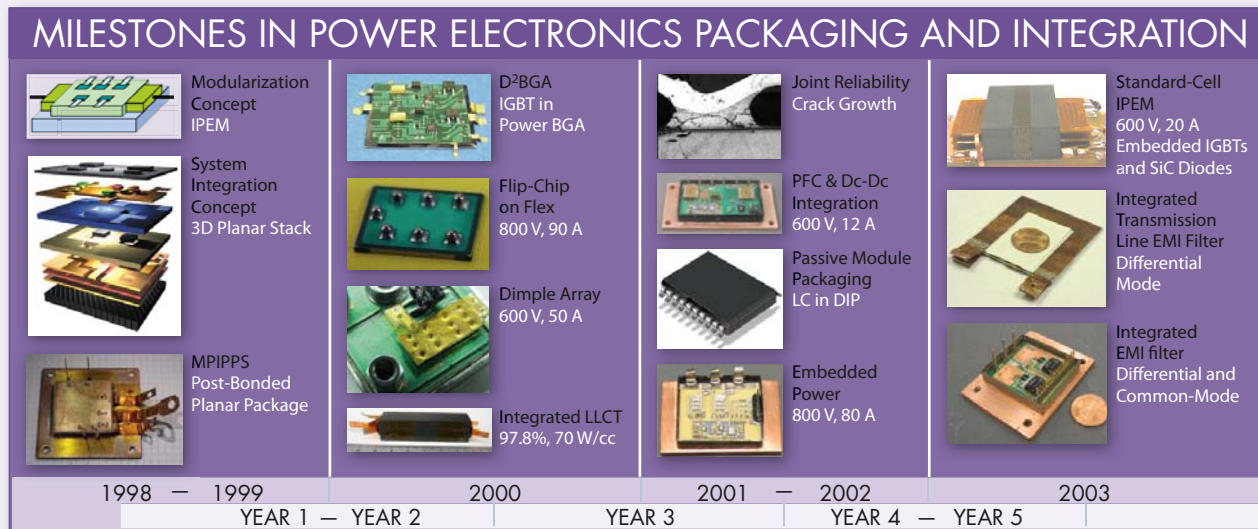 MILESTONES IN POWER ELECTRONICS PACKAGING AND INTEGRATION
Modularization
Concept
IPEM
System
Integration
Concept
3D Planar Stack
MPIPPS
Post-Bonded
Planar Package
D²BGA
IGBT in
Power BGA
Flip-Chip
on Flex
800 V, 90 A
Dimple Array
600 V, 50 A
Integrated LLCT
97.8%, 70 W/cc
Joint Reliability
Crack Growth
PFC & Dc-Dc
Integration
600 V, 12 A
Passive Module
Packaging
LC in DIP
Embedded
Power
800 V, 80 A
Standard-Cell
IPEM
600 V, 20 A
Embedded IGBTs
and SiC Diodes
Integrated
Transmission
Line EMI Filter
Differential
Mode
Integrated
EMI filter
Differential and
Common-Mode
1998 — 1999
2000
2001 — 2002
2003
YEAR 1 — YEAR 2
YEAR 3
YEAR 4 — YEAR 5